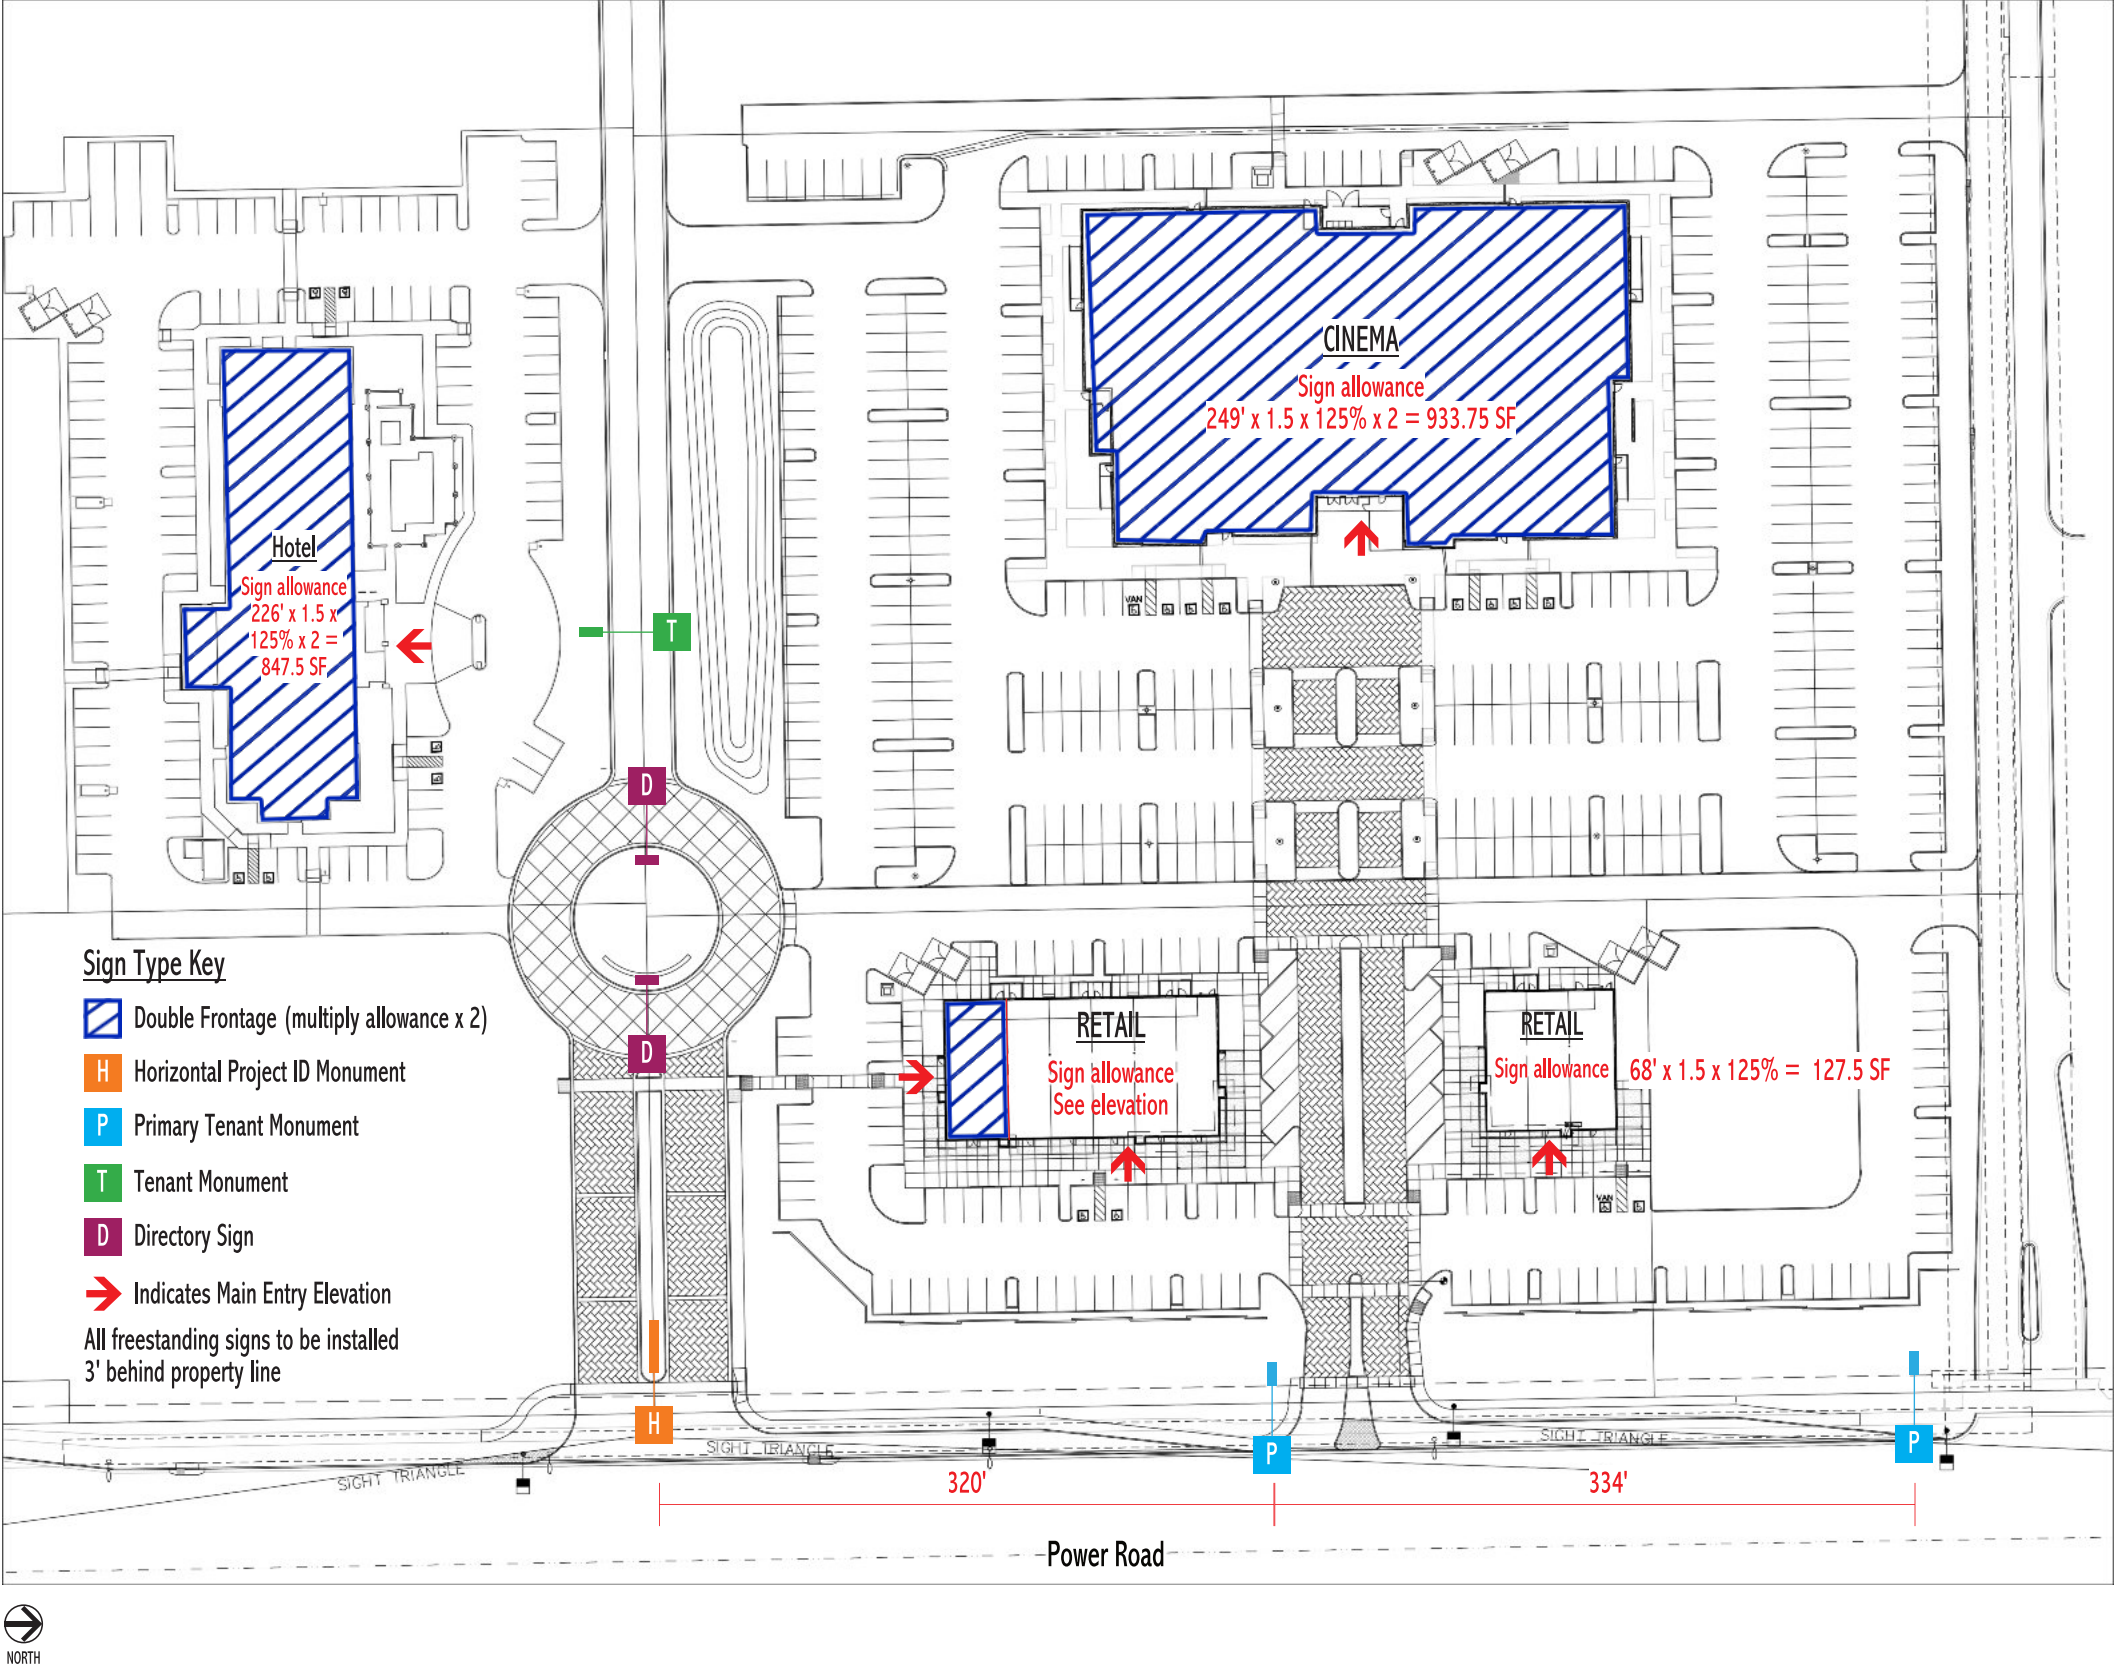 CINEMA
Sign allowance
249' x 1.5 x 125% x 2 = 933.75 SF
Hotel
Sign allowance
226' x 1.5 x
125% x 2 =
847.5 SF
VAN
T
D
D
Sign Type Key
Double Frontage (multiply allowance x 2)
H Horizontal Project ID Monument
P Primary Tenant Monument
T Tenant Monument
D Directory Sign
Indicates Main Entry Elevation
All freestanding signs to be installed
3' behind property line
RETAIL
Sign allowance
See elevation
RETAIL
Sign allowance 68' x 1.5 x 125% = 127.5 SF
VAN
H
P
P
SIGHT TRIANGLE
SIGHT TRIANGLE
SIGHT TRIANGLE
320'
334'
Power Road
NORTH